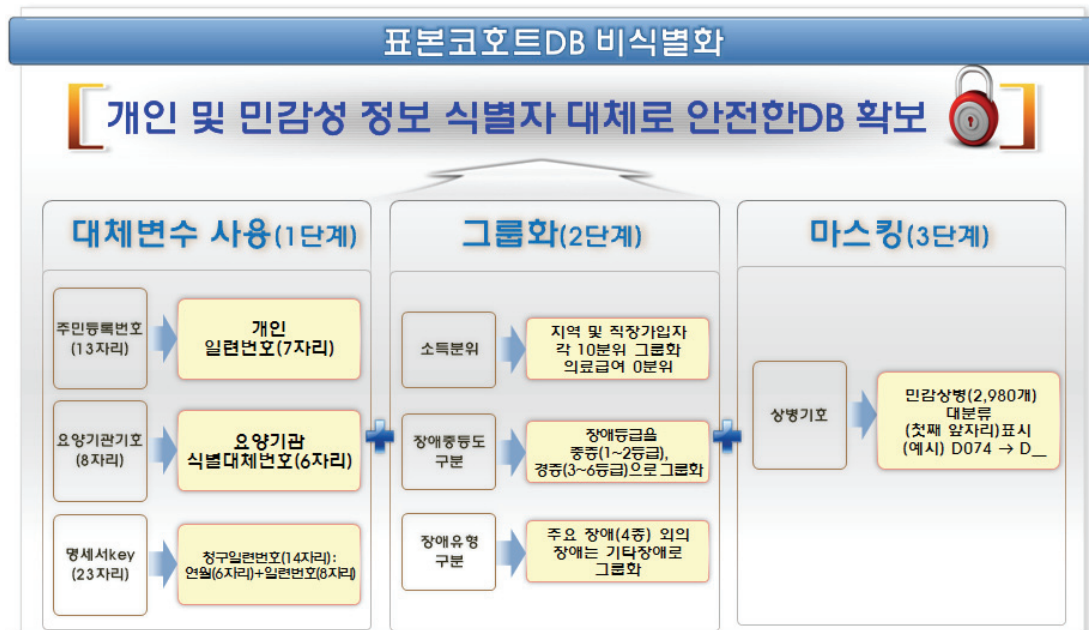 표본코호트DB 비식별화
개인 및 민감성 정보 식별자 대체로 안전한DB 확보
대체변수 사용(1단계)
주민등록번호
(13자리)
개인
일련번호(7자리)
요양기관기호
(8자리)
요양기관
식별대체번호(6자리)
명세서key
(23자리)
청구일련번호(14자리):
연월(6자리)+일련번호(8자리)
그룹화(2단계)
소득분위
지역 및 직장가입자
각 10분위 그룹화
의료급여 0분위
장애중등도
구분
장애등급을
중증(1~2등급),
경증(3~6등급)으로 그룹화
장애유형
구분
주요 장애(4종) 외의
장애는 기타장애로
그룹화
마스킹(3단계)
상병기호
민감상병(2,980개)
대분류
(첫째 앞자리)표시
(예시) D074 → D__